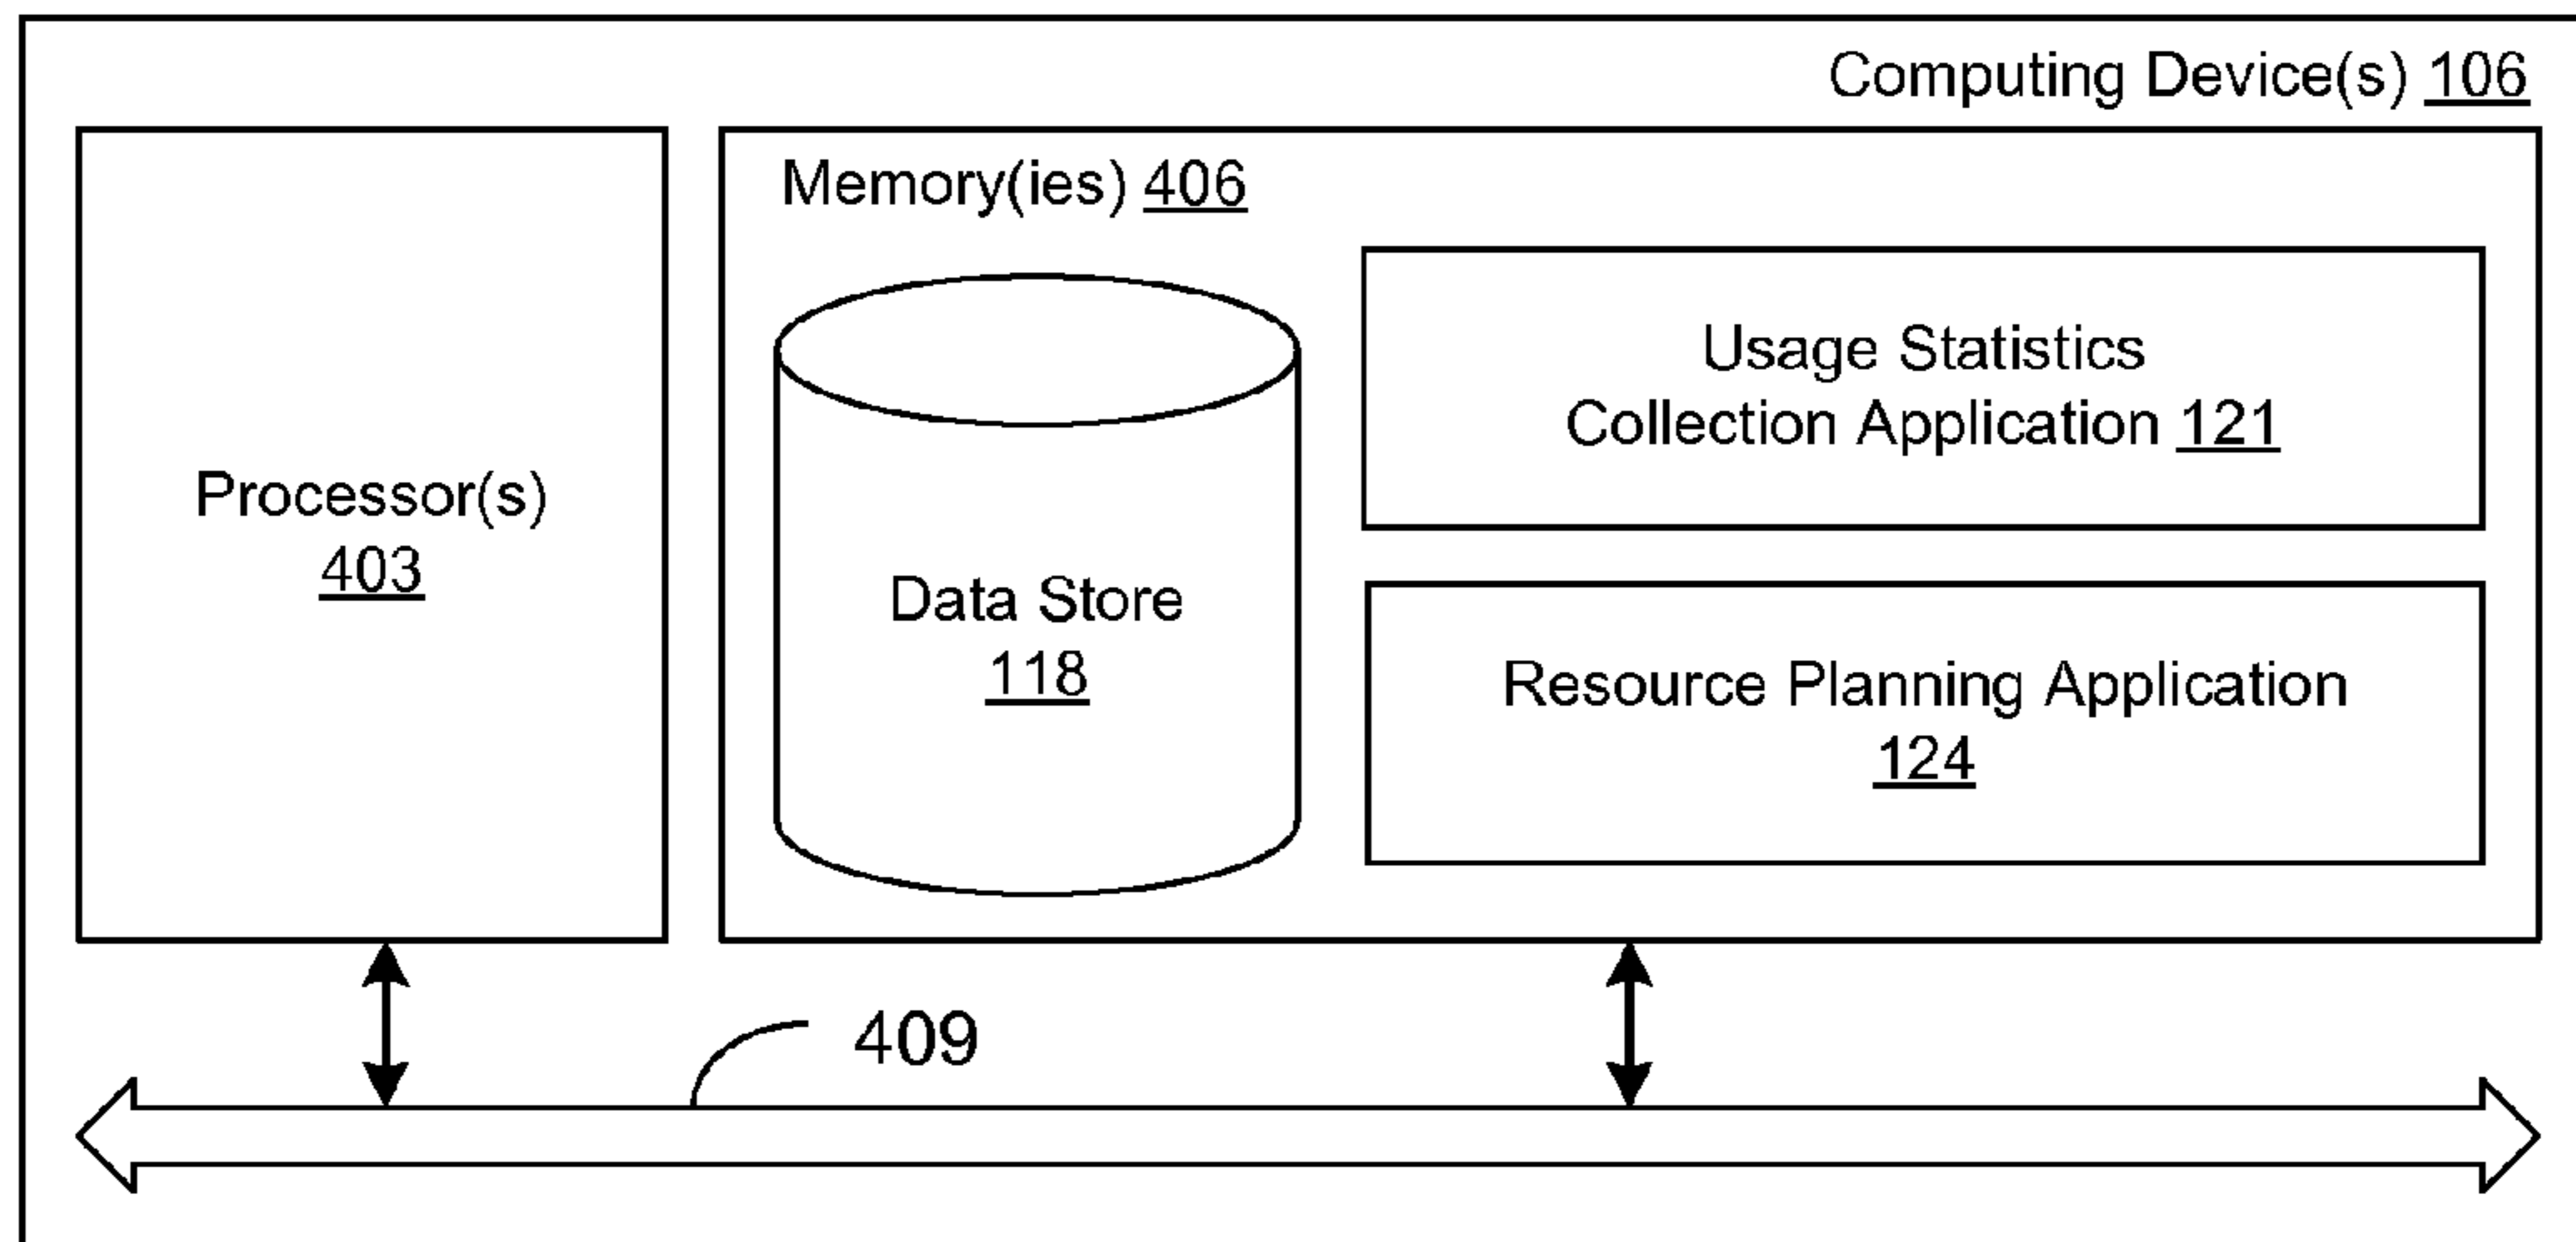 Computing Device(s) 106
Processor(s)
403
Memory(ies) 406
Data Store
118
Usage Statistics
Collection Application 121
Resource Planning Application
124
409